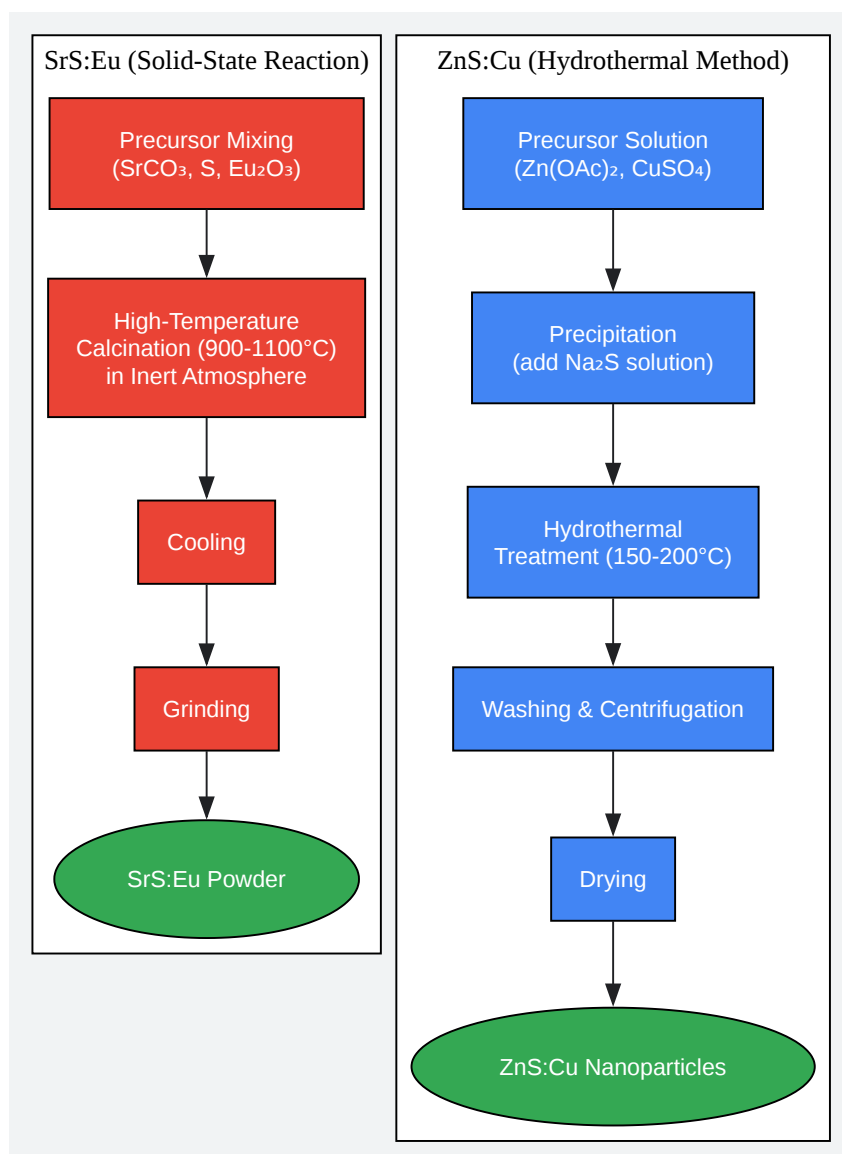 SrS:Eu (Solid-State Reaction)
Precursor Mixing
(SrCO₃, S, Eu₂O₃)
High-Temperature
Calcination (900-1100°C)
in Inert Atmosphere
Cooling
Grinding
SrS:Eu Powder
ZnS:Cu (Hydrothermal Method)
Precursor Solution
(Zn(OAc)₂, CuSO₄)
Precipitation
(add Na₂S solution)
Hydrothermal
Treatment (150-200°C)
Washing & Centrifugation
Drying
ZnS:Cu Nanoparticles